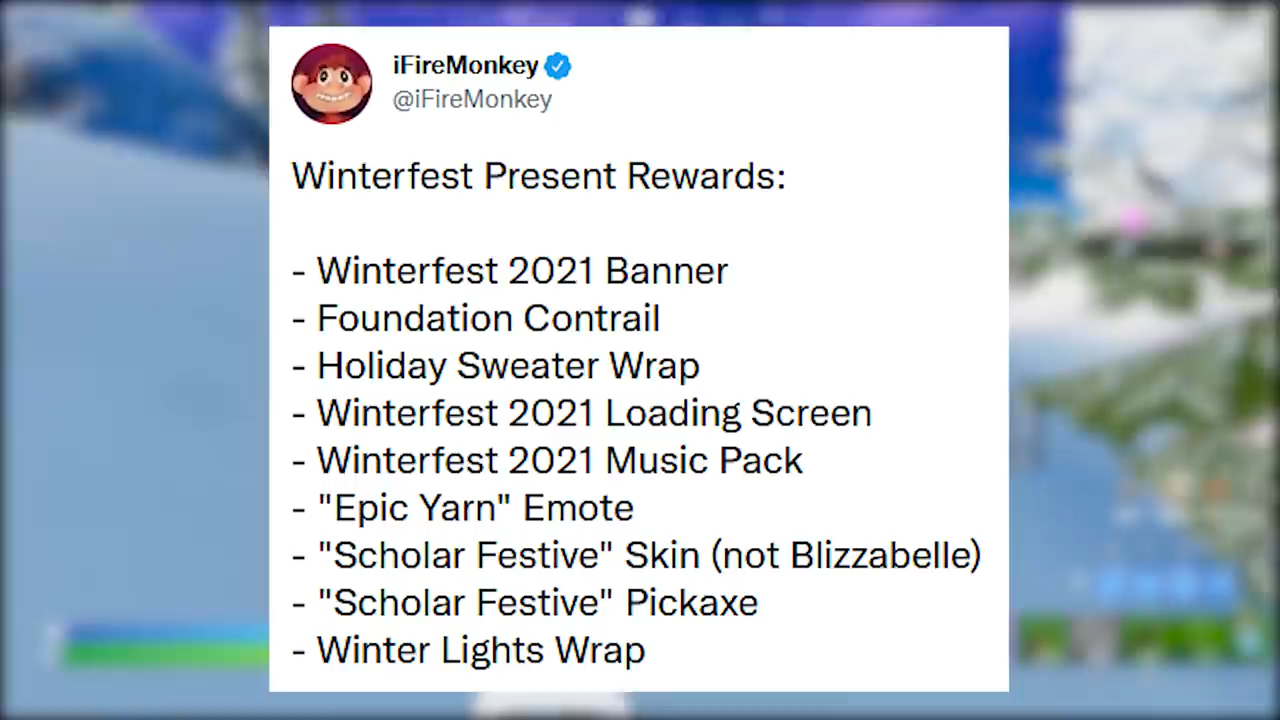 iFireMonkey
@iFireMonkey
Winterfest Present Rewards:
- Winterfest 2021 Banner
- Foundation Contrail
- Holiday Sweater Wrap
- Winterfest 2021 Loading Screen
- Winterfest 2021 Music Pack
- "Epic Yarn" Emote
- "Scholar Festive" Skin (not Blizzabelle)
- "Scholar Festive" Pickaxe
- Winter Lights Wrap